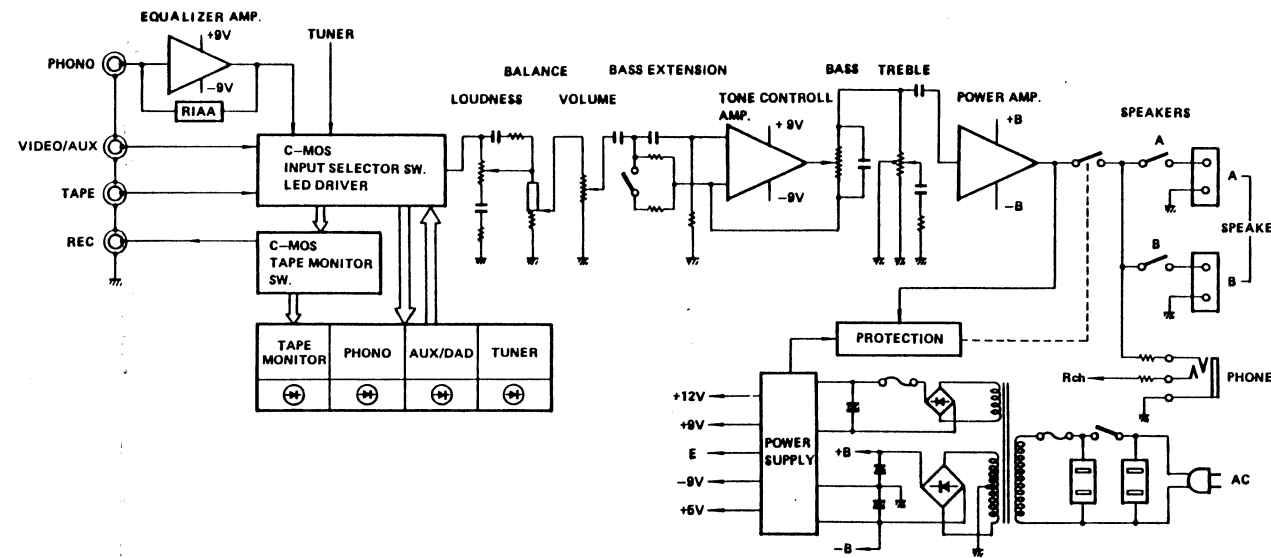 EQUALIZER AMP.
+9V
-9V
RIAA
PHONO
TUNER
VIDEO/AUX
TAPE
REC
C-MOS
INPUT SELECTOR SW.
LED DRIVER
C-MOS
TAPE MONITOR
SW.
TAPE
MONITOR
PHONO
AUX/DAD
TUNER
LOUDNESS
BALANCE
VOLUME
BASS EXTENSION
TONE CONTROLL
AMP.
+9V
-9V
BASS
TREBLE
POWER AMP.
+B
-B
SPEAKERS
A
A
SPEAKE
B
B
PROTECTION
Rch
PHONE
+12V
+9V
E
-9V
+5V
POWER
SUPPLY
+B
-B
AC